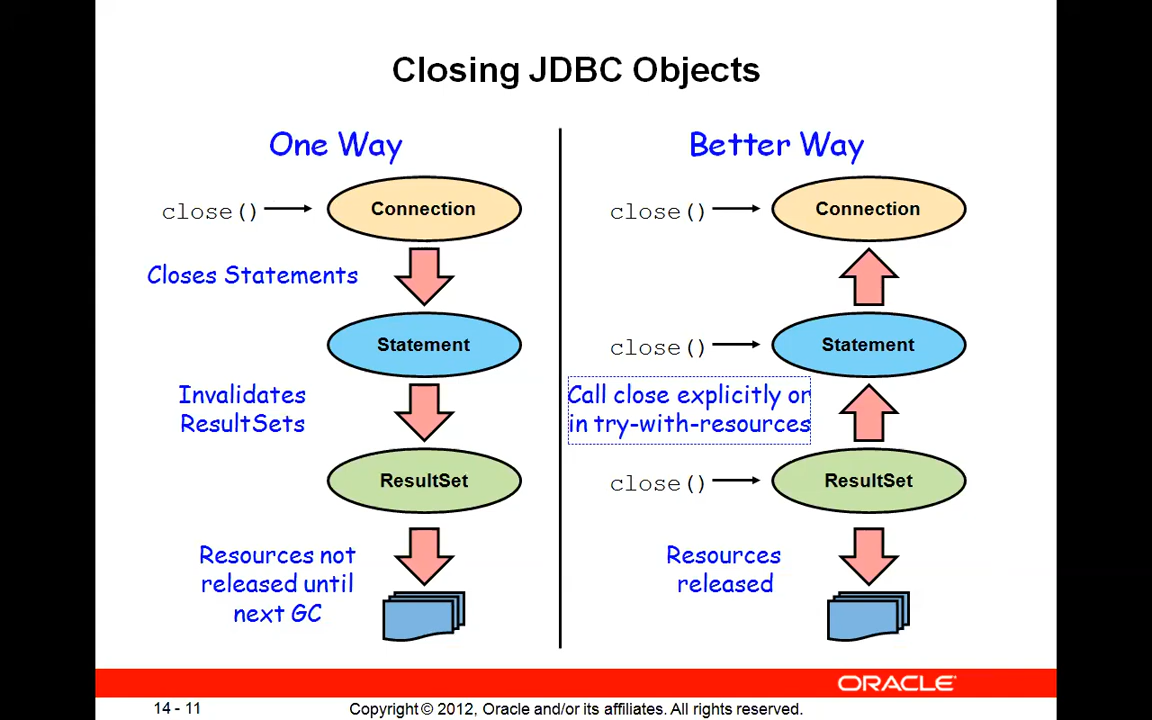 Closing JDBC Objects
One Way
close()
Connection
Closes Statements
Statement
Invalidates
ResultSets
ResultSet
Resources not
released until
next GC
Better Way
close()
Connection
close()
Statement
Call close explicitly or
in try-with-resources
close()
ResultSet
Resources
released
ORACLE
14 - 11
Copyright © 2012, Oracle and/or its affiliates. All rights reserved.